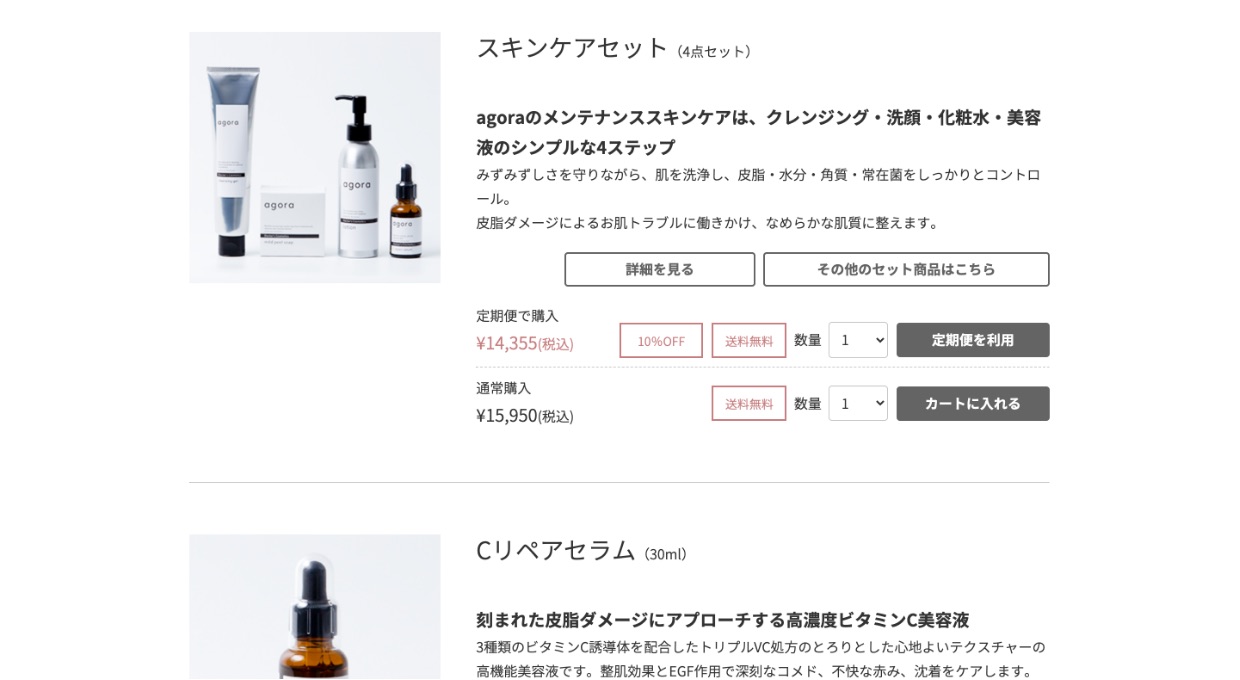 スキンケアセット（4点セット）
agoraのメンテナンススキンケアは、クレンジング・洗顔・化粧水・美容
液のシンプルな4ステップ
みずみずしさを守りながら、肌を洗浄し、皮脂・水分・角質・常在菌をしっかりとコントロ
ール。
皮脂ダメージによるお肌トラブルに働きかけ、なめらかな肌質に整えます。
詳細を見る その他のセット商品はこちら
定期便で購入
¥14,355(税込) 10%OFF 送料無料 数量 1 定期便を利用
通常購入
¥15,950(税込) 送料無料 数量 1 カートに入れる
agora
agora
agora
agora
Cリペアセラム（30ml）
刻まれた皮脂ダメージにアプローチする高濃度ビタミンC美容液
3種類のビタミンC誘導体を配合したトリプルVC処方のとろりとした心地よいテクスチャーの
高機能美容液です。整肌効果とEGF作用で深刻なコメド、不快な赤み、沈着をケアします。